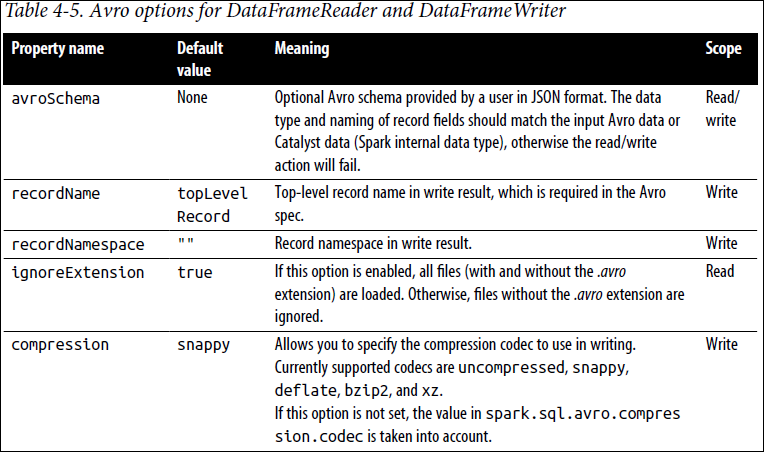 Table 4-5. Avro options for DataFrameReader and DataFrameWriter
Property name Default value Meaning Scope
avroSchema None Optional Avro schema provided by a user in JSON format. The data Read/
type and naming of record fields should match the input Avro data or write
Catalyst data (Spark internal data type), otherwise the read/write
action will fail.
recordName topLevel Top-level record name in write result, which is required in the Avro Write
Record spec.
recordNamespace "" Record namespace in write result. Write
ignoreExtension true If this option is enabled, all files (with and without the .avro Read
extension) are loaded. Otherwise, files without the .avro extension are
ignored.
compression snappy Allows you to specify the compression codec to use in writing. Write
Currently supported codecs are uncompressed, snappy,
deflate, bzip2, and xz.
If this option is not set, the value in spark.sql.avro.compres
sion.codec is taken into account.